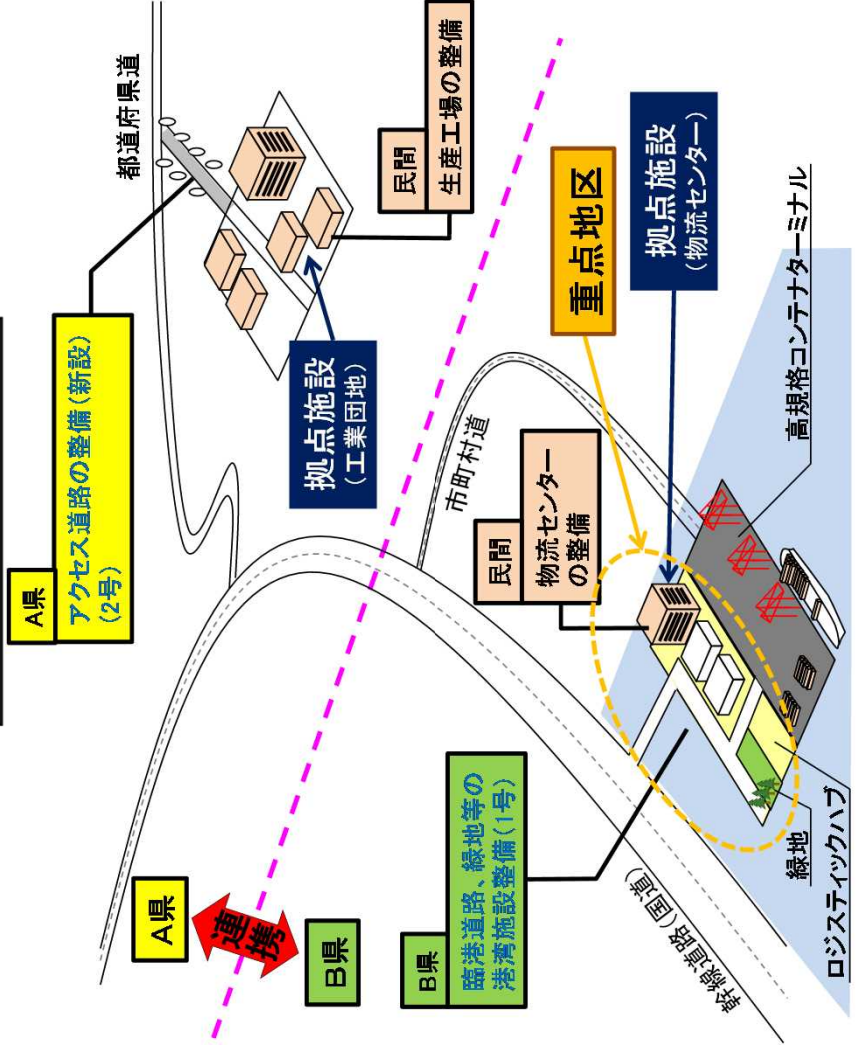 A県
アクセス道路の整備(新設)
(2号)
都道府県道
民間
生産工場の整備
拠点施設
(工業団地)
A県
連携
B県
市町村道
重点地区
拠点施設
(物流センター)
民間
物流センター
の整備
B県
臨港道路、緑地等の
港湾施設整備(1号)
幹線道路(国道)
緑地
ロジスティックハブ
高規格コンテナターミナル